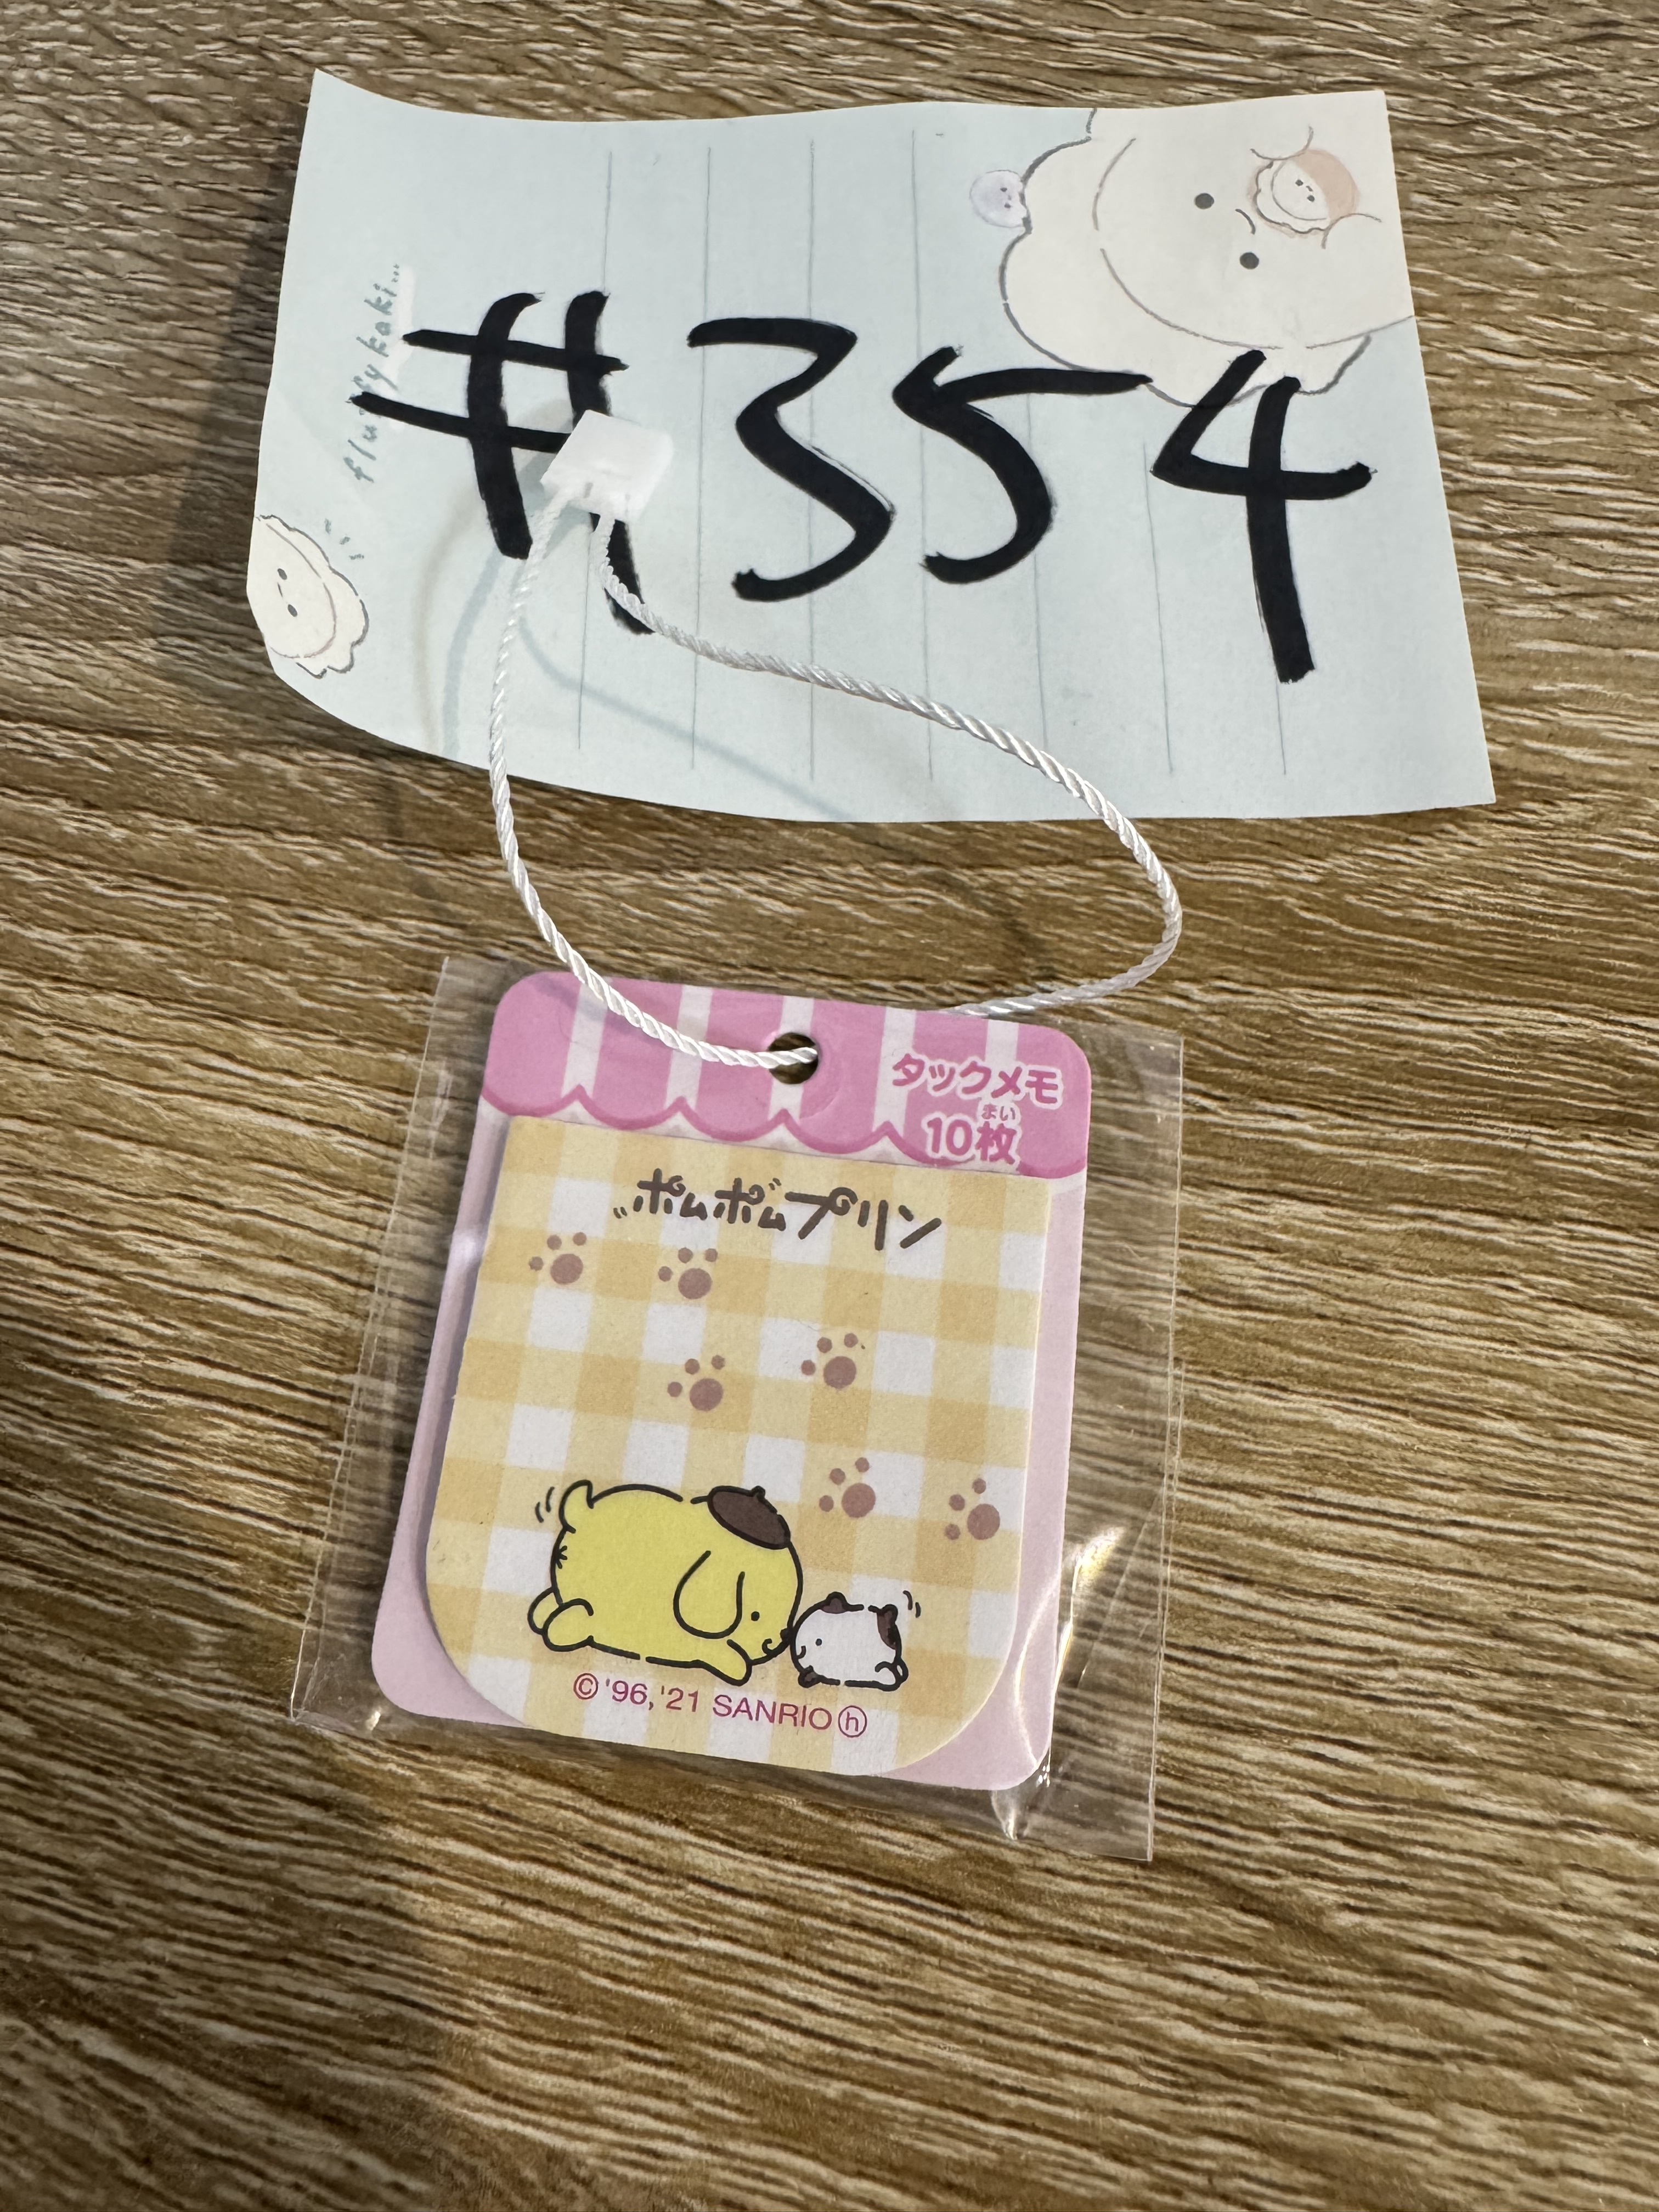 fluffy kaki...
#354
タックメモ
まい
10枚
ポムポムプリン
© '96, '21 SANRIO ⓗ